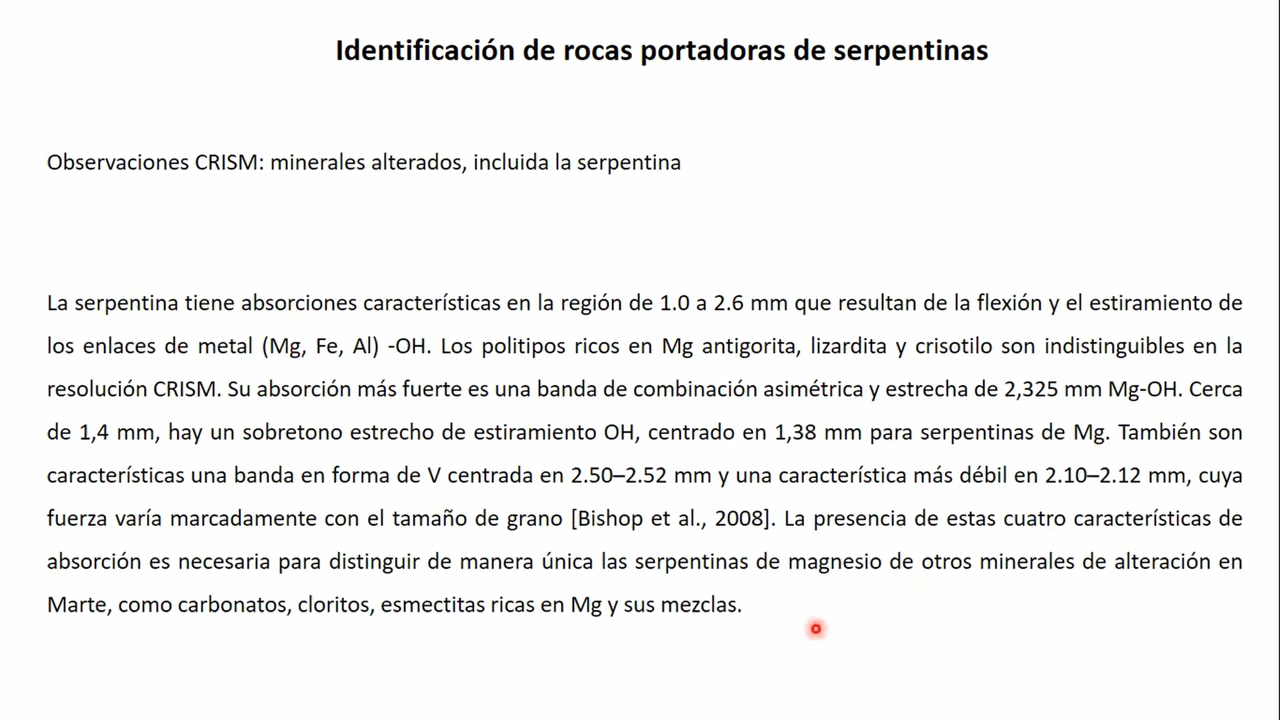 Identificación de rocas portadoras de serpentinas
Observaciones CRISM: minerales alterados, incluida la serpentina
La serpentina tiene absorciones características en la región de 1.0 a 2.6 mm que resultan de la flexión y el estiramiento de
los enlaces de metal (Mg, Fe, Al) -OH. Los politipos ricos en Mg antigorita, lizardita y crisotilo son indistinguibles en la
resolución CRISM. Su absorción más fuerte es una banda de combinación asimétrica y estrecha de 2,325 mm Mg-OH. Cerca
de 1,4 mm, hay un sobretono estrecho de estiramiento OH, centrado en 1,38 mm para serpentinas de Mg. También son
características una banda en forma de V centrada en 2.50–2.52 mm y una característica más débil en 2.10–2.12 mm, cuya
fuerza varía marcadamente con el tamaño de grano [Bishop et al., 2008]. La presencia de estas cuatro características de
absorción es necesaria para distinguir de manera única las serpentinas de magnesio de otros minerales de alteración en
Marte, como carbonatos, cloritos, esmectitas ricas en Mg y sus mezclas.